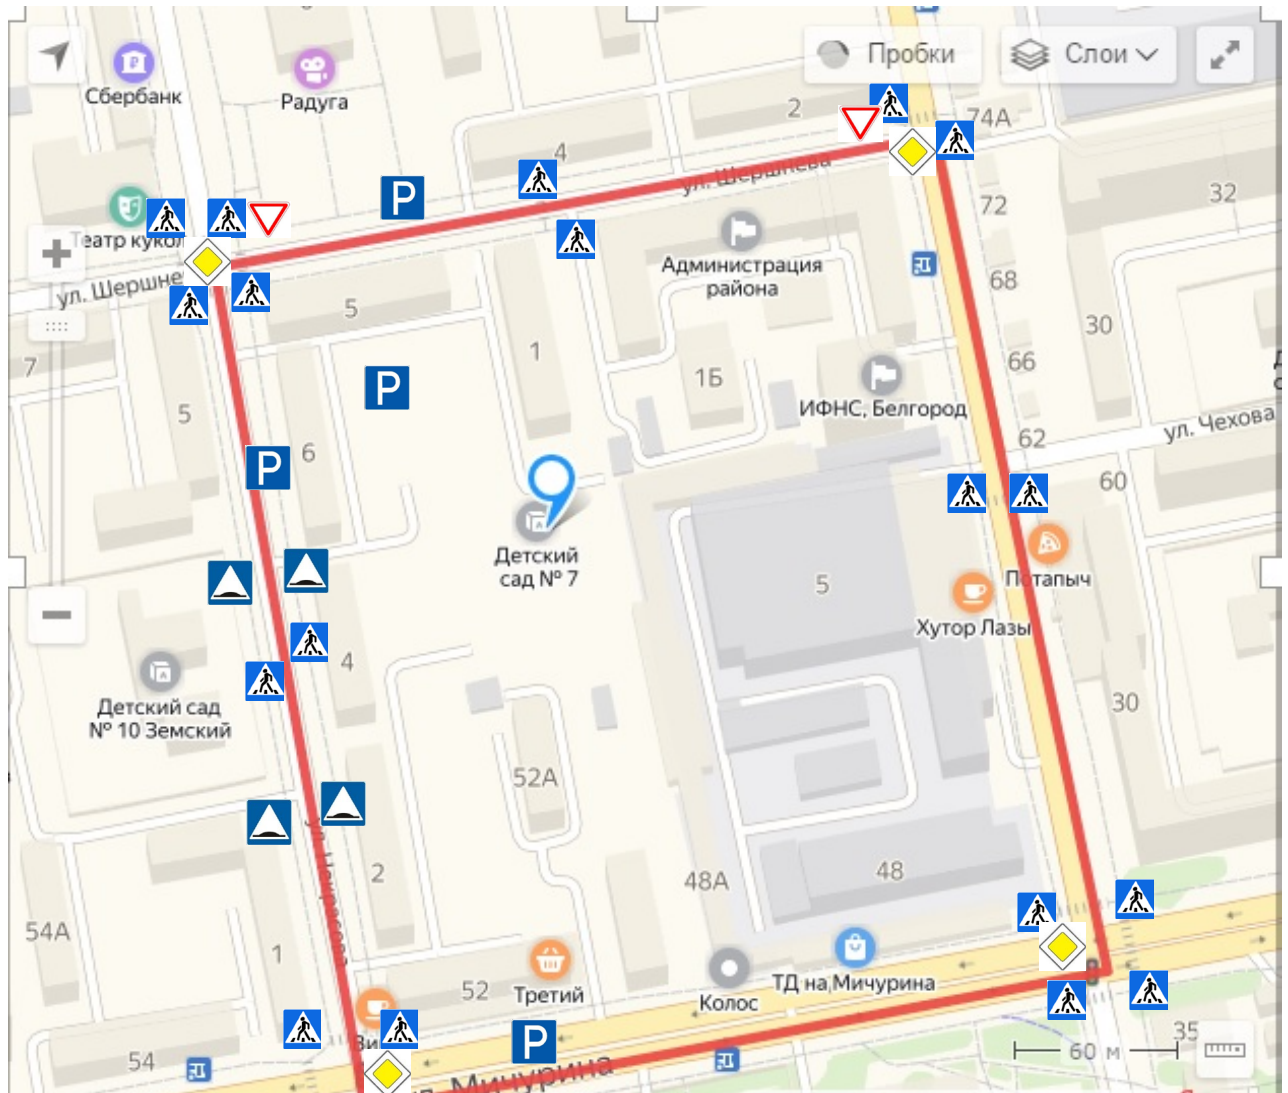 Пробки
Слои
Сбербанк
Радуга
2
74А
4
ул. Шершнева
72
32
Театр кукол
Администрация
района
ул. Шершне
P
68
5
30
1
7
66
1Б
ИФНС, Белгород
P
5
62
ул. Чехова
6
P
60
Детский
сад № 7
Потапыч
5
Хутор Лазы
4
Детский сад
№ 10 Земский
30
52А
ул. Некрасова
2
48А
48
54А
1
ТД на Мичурина
52
Третий
Колос
35
54
P
60 м
Мичурина